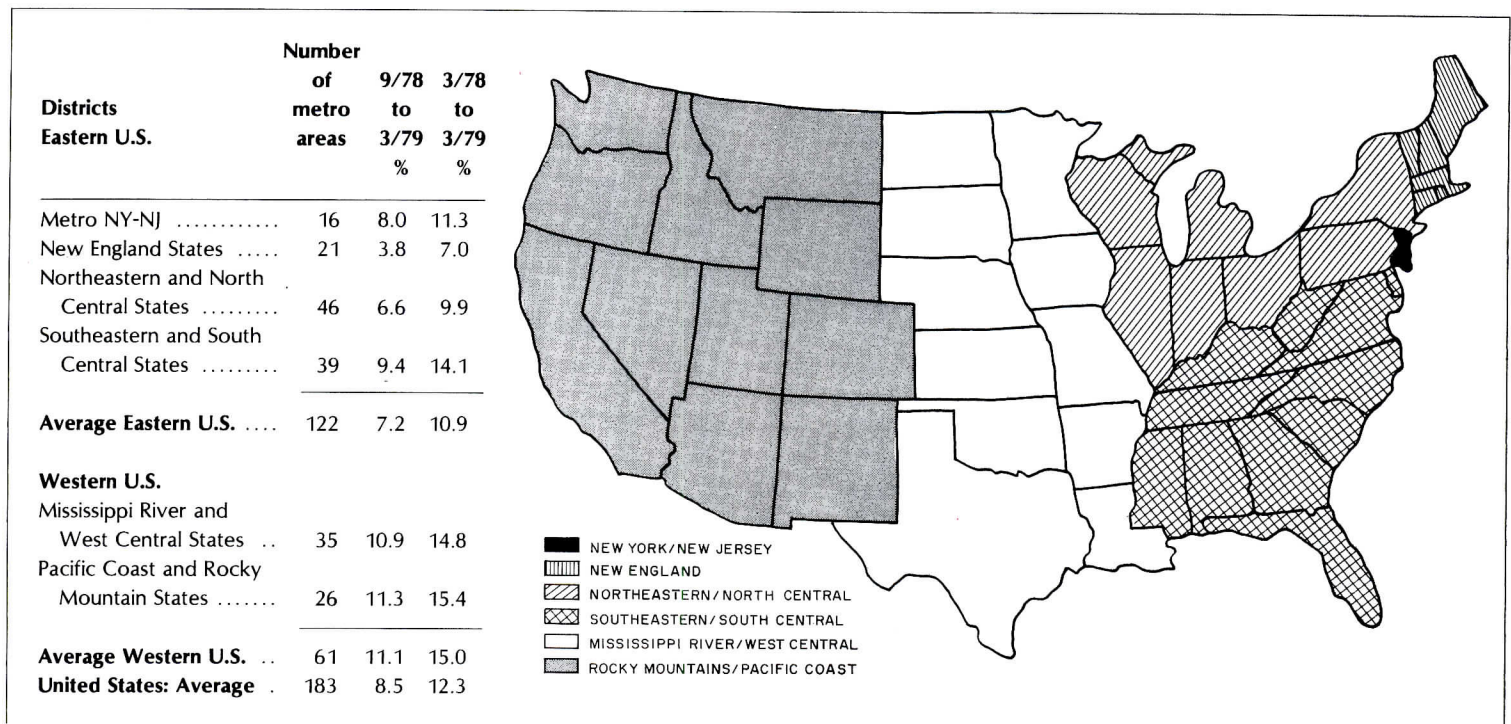 Number
of 9/78 3/78
Districts metro to to
Eastern U.S. areas 3/79 3/79
% %
Metro NY-NJ ............ 16 8.0 11.3
New England States ..... 21 3.8 7.0
Northeastern and North
Central States ......... 46 6.6 9.9
Southeastern and South
Central States ......... 39 9.4 14.1
Average Eastern U.S. .... 122 7.2 10.9
Western U.S.
Mississippi River and
West Central States .. 35 10.9 14.8
Pacific Coast and Rocky
Mountain States ....... 26 11.3 15.4
Average Western U.S. .. 61 11.1 15.0
United States: Average . 183 8.5 12.3
NEW YORK/NEW JERSEY
NEW ENGLAND
NORTHEASTERN/NORTH CENTRAL
SOUTHEASTERN/SOUTH CENTRAL
MISSISSIPPI RIVER/WEST CENTRAL
ROCKY MOUNTAINS/PACIFIC COAST